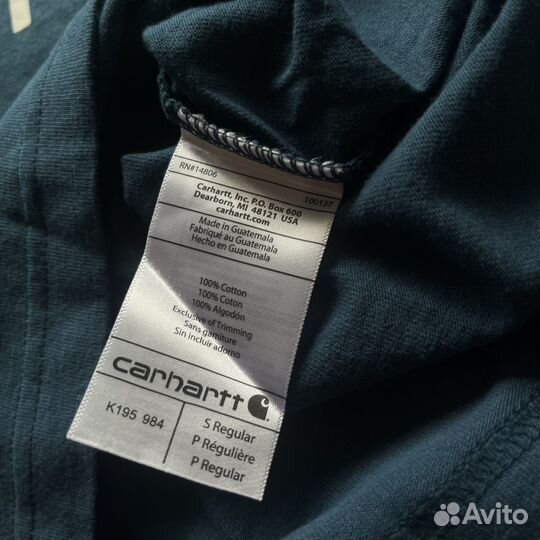 RN#14806
100137
Carhartt, Inc. P.O. Box 600
Dearborn, MI 48121 USA
carhartt.com
Made in Guatemala
Fabriqué au Guatemala
Hecho en Guatemala
100% Cotton
100% Coton
100% Algodón
Exclusive of Trimming
Sans garniture
Sin incluir adorno
carhartt
K195 984
S Regular
P Régulière
P Regular
Avito